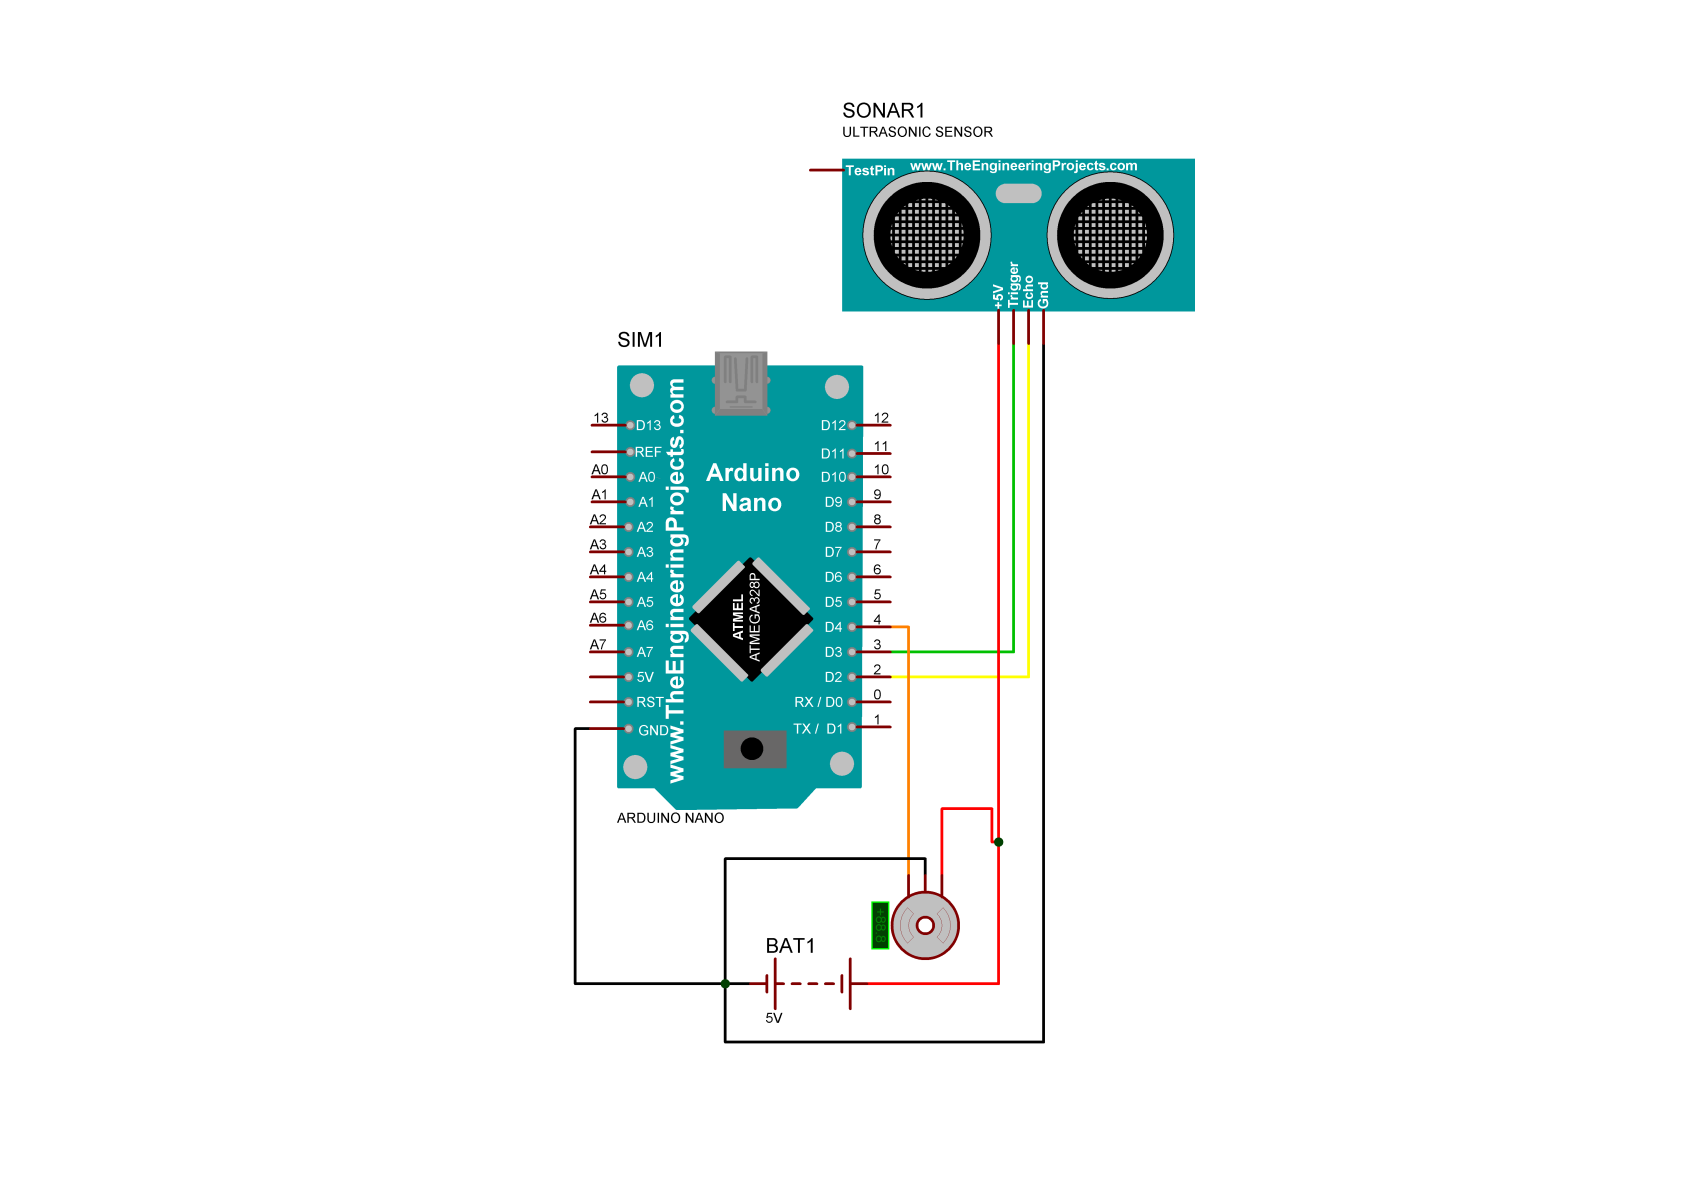 SONAR1
ULTRASONIC SENSOR
www.TheEngineeringProjects.com
TestPin
+5V
Trigger
Echo
Gnd
SIM1
www.TheEngineeringProjects.com
Arduino
Nano
ATMEL
ATMEGA328P
13 D13
REF
A0 A0
A1 A1
A2 A2
A3 A3
A4 A4
A5 A5
A6 A6
A7 A7
5V
RST
GND
D12 12
D11 11
D10 10
D9 9
D8 8
D7 7
D6 6
D5 5
D4 4
D3 3
D2 2
RX / D0 0
TX / D1 1
ARDUINO NANO
BAT1
5V